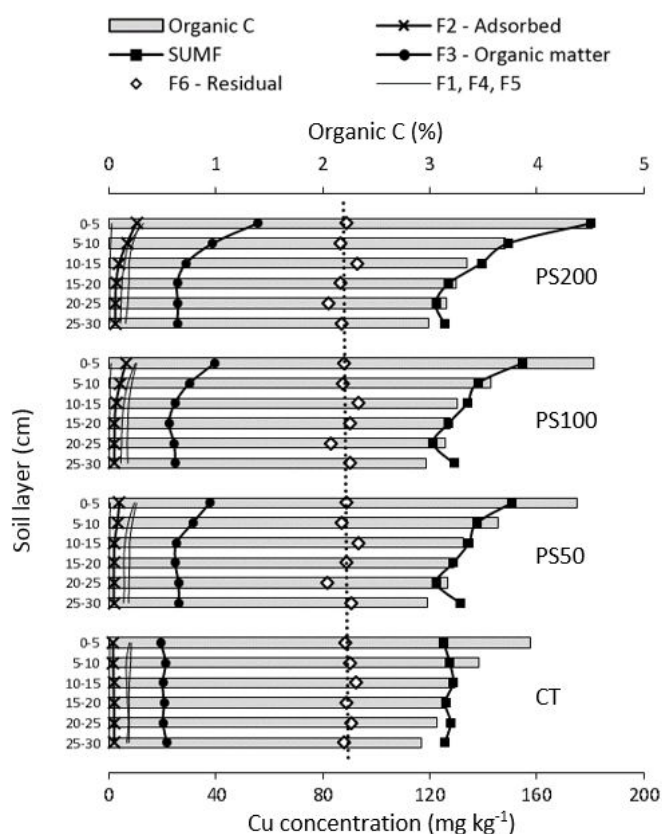 Organic C
F2 - Adsorbed
SUMF
F3 - Organic matter
F6 - Residual
F1, F4, F5
Organic C (%)
0 1 2 3 4 5
0-5
5-10
10-15
15-20
20-25
25-30
PS200
0-5
5-10
10-15
15-20
20-25
25-30
PS100
0-5
5-10
10-15
15-20
20-25
25-30
PS50
0-5
5-10
10-15
15-20
20-25
25-30
CT
Soil layer (cm)
0 40 80 120 160 200
Cu concentration (mg kg-1)